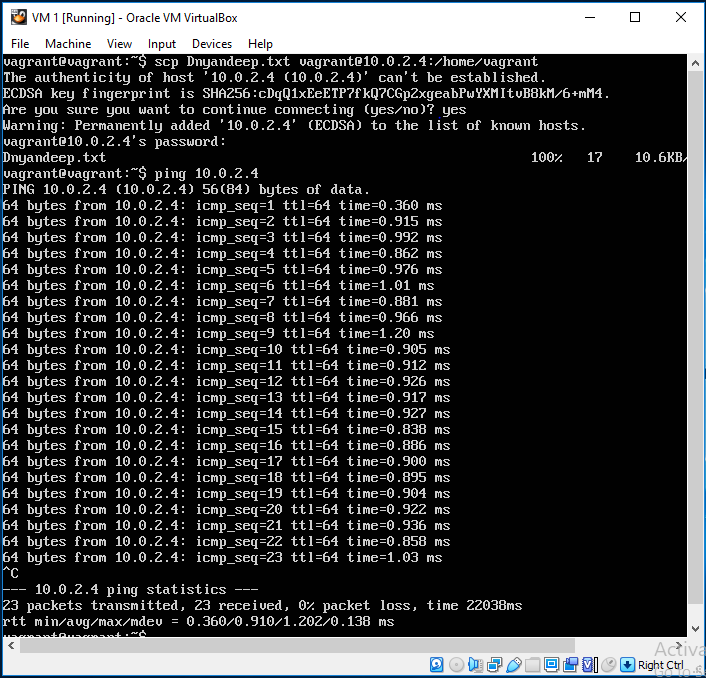 VM 1 [Running] - Oracle VM VirtualBox
File Machine View Input Devices Help
vagrant@vagrant:~$ scp Dnyandeep.txt vagrant@10.0.2.4:/home/vagrant
The authenticity of host '10.0.2.4 (10.0.2.4)' can't be established.
ECDSA key fingerprint is SHA256:cDqQ1xEeETP7fkQ7CGp2xgeabPwYXMItvB8kM/6+mM4.
Are you sure you want to continue connecting (yes/no)? yes
Warning: Permanently added '10.0.2.4' (ECDSA) to the list of known hosts.
vagrant@10.0.2.4's password:
Dnyandeep.txt 100% 17 10.6KB/
vagrant@vagrant:~$ ping 10.0.2.4
PING 10.0.2.4 (10.0.2.4) 56(84) bytes of data.
64 bytes from 10.0.2.4: icmp_seq=1 ttl=64 time=0.360 ms
64 bytes from 10.0.2.4: icmp_seq=2 ttl=64 time=0.915 ms
64 bytes from 10.0.2.4: icmp_seq=3 ttl=64 time=0.992 ms
64 bytes from 10.0.2.4: icmp_seq=4 ttl=64 time=0.862 ms
64 bytes from 10.0.2.4: icmp_seq=5 ttl=64 time=0.976 ms
64 bytes from 10.0.2.4: icmp_seq=6 ttl=64 time=1.01 ms
64 bytes from 10.0.2.4: icmp_seq=7 ttl=64 time=0.881 ms
64 bytes from 10.0.2.4: icmp_seq=8 ttl=64 time=0.966 ms
64 bytes from 10.0.2.4: icmp_seq=9 ttl=64 time=1.20 ms
64 bytes from 10.0.2.4: icmp_seq=10 ttl=64 time=0.905 ms
64 bytes from 10.0.2.4: icmp_seq=11 ttl=64 time=0.912 ms
64 bytes from 10.0.2.4: icmp_seq=12 ttl=64 time=0.926 ms
64 bytes from 10.0.2.4: icmp_seq=13 ttl=64 time=0.917 ms
64 bytes from 10.0.2.4: icmp_seq=14 ttl=64 time=0.927 ms
64 bytes from 10.0.2.4: icmp_seq=15 ttl=64 time=0.838 ms
64 bytes from 10.0.2.4: icmp_seq=16 ttl=64 time=0.886 ms
64 bytes from 10.0.2.4: icmp_seq=17 ttl=64 time=0.900 ms
64 bytes from 10.0.2.4: icmp_seq=18 ttl=64 time=0.895 ms
64 bytes from 10.0.2.4: icmp_seq=19 ttl=64 time=0.904 ms
64 bytes from 10.0.2.4: icmp_seq=20 ttl=64 time=0.922 ms
64 bytes from 10.0.2.4: icmp_seq=21 ttl=64 time=0.936 ms
64 bytes from 10.0.2.4: icmp_seq=22 ttl=64 time=0.858 ms
64 bytes from 10.0.2.4: icmp_seq=23 ttl=64 time=1.03 ms
^C
--- 10.0.2.4 ping statistics ---
23 packets transmitted, 23 received, 0% packet loss, time 22038ms
rtt min/avg/max/mdev = 0.360/0.910/1.202/0.138 ms
vagrant@vagrant:~$
Activa
Right Ctrl